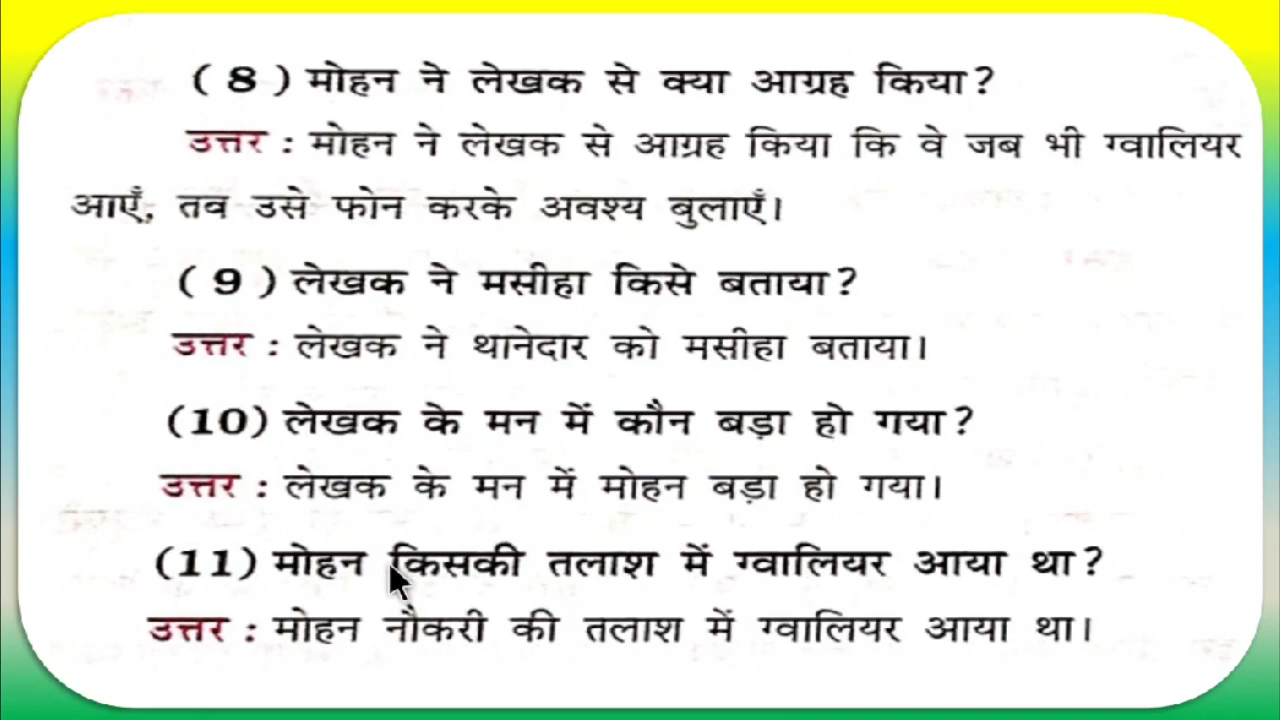 ( 8 ) मोहन ने लेखक से क्या आग्रह किया?
उत्तर : मोहन ने लेखक से आग्रह किया कि वे जब भी ग्वालियर
आएँ, तब उसे फोन करके अवश्य बुलाएँ।
( 9 ) लेखक ने मसीहा किसे बताया?
उत्तर : लेखक ने थानेदार को मसीहा बताया।
(10) लेखक के मन में कौन बड़ा हो गया?
उत्तर : लेखक के मन में मोहन बड़ा हो गया।
(11) मोहन किसकी तलाश में ग्वालियर आया था?
उत्तर : मोहन नौकरी की तलाश में ग्वालियर आया था।